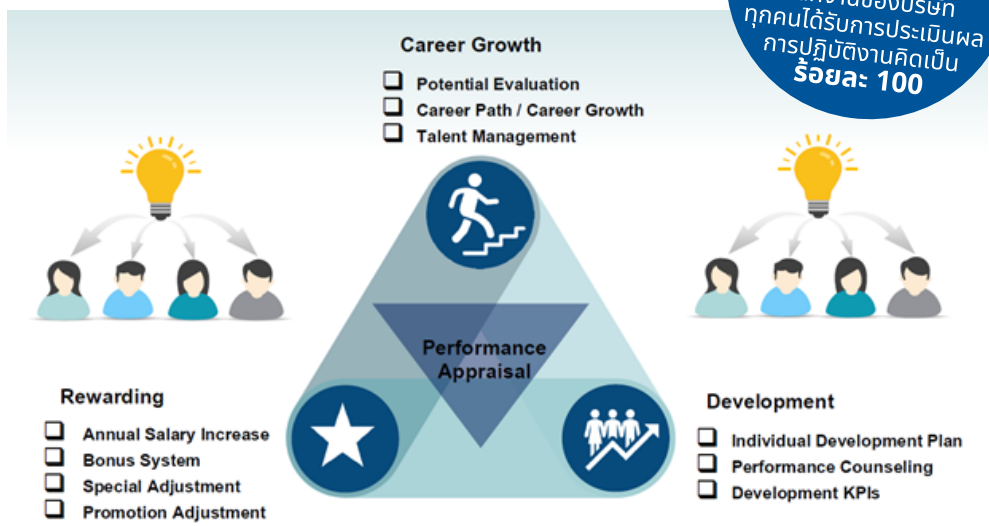 ทุกคนได้รับการประเมินผล
การปฏิบัติงานคิดเป็น
ร้อยละ 100
Career Growth
Potential Evaluation
Career Path / Career Growth
Talent Management
Performance
Appraisal
Rewarding
Annual Salary Increase
Bonus System
Special Adjustment
Promotion Adjustment
Development
Individual Development Plan
Performance Counseling
Development KPIs